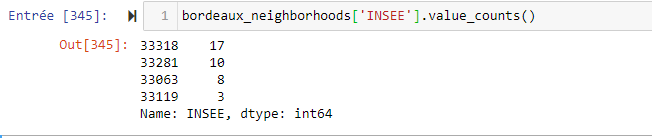 Entrée [345]: 1 bordeaux_neighborhoods['INSEE'].value_counts()
Out[345]: 33318 17
33281 10
33063 8
33119 3
Name: INSEE, dtype: int64